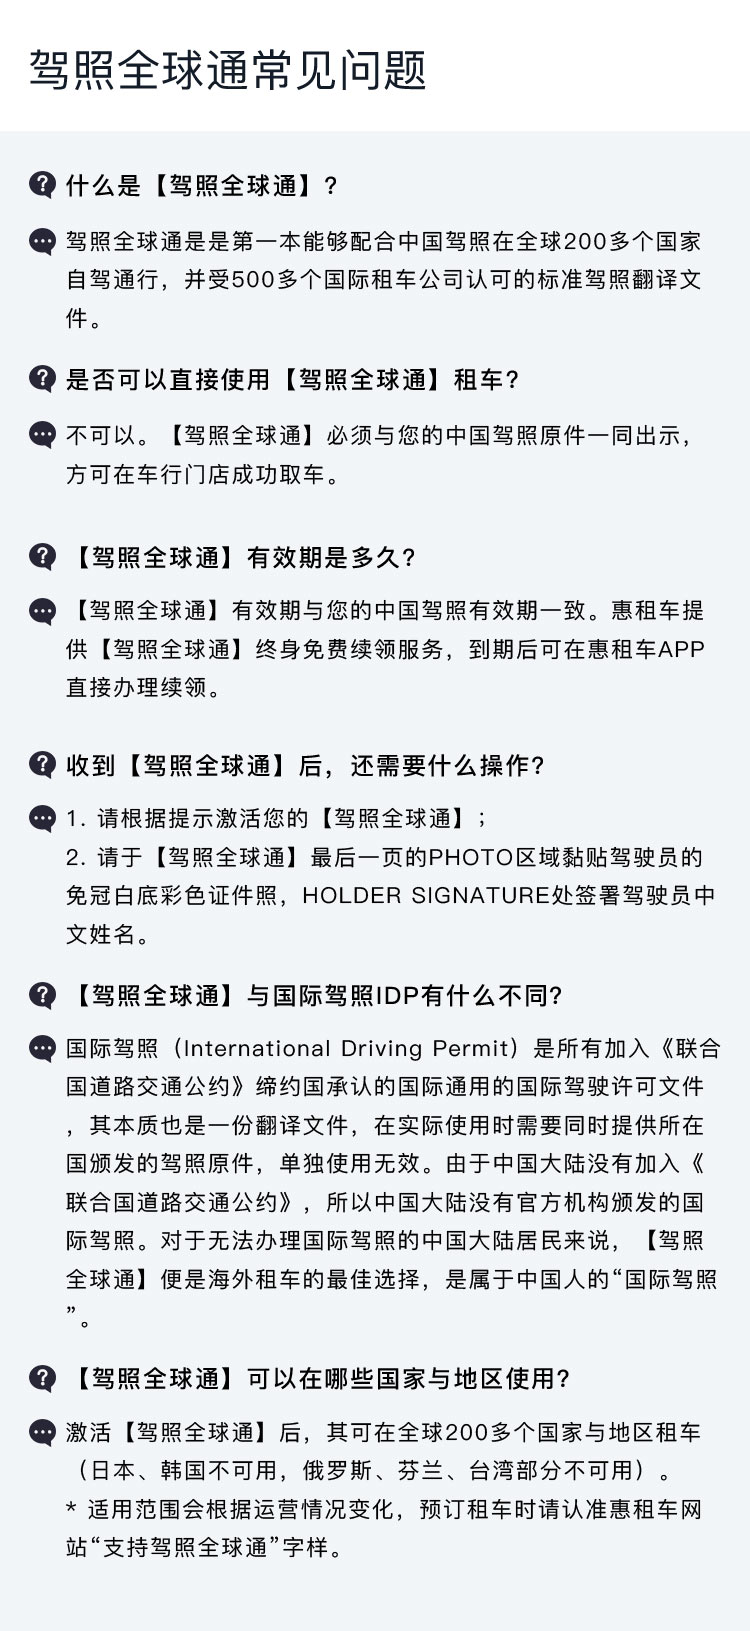 驾照全球通常见问题
什么是【驾照全球通】?
驾照全球通是是第一本能够配合中国驾照在全球200多个国家
自驾通行，并受500多个国际租车公司认可的标准驾照翻译文
件。
是否可以直接使用【驾照全球通】租车?
不可以。【驾照全球通】必须与您的中国驾照原件一同出示，
方可在车行门店成功取车。
【驾照全球通】有效期是多久?
【驾照全球通】有效期与您的中国驾照有效期一致。惠租车提
供【驾照全球通】终身免费续领服务，到期后可在惠租车APP
直接办理续领。
收到【驾照全球通】后，还需要什么操作?
1. 请根据提示激活您的【驾照全球通】；
2. 请于【驾照全球通】最后一页的PHOTO区域黏贴驾驶员的
免冠白底彩色证件照，HOLDER SIGNATURE处签署驾驶员中
文姓名。
【驾照全球通】与国际驾照IDP有什么不同?
国际驾照（International Driving Permit）是所有加入《联合
国道路交通公约》缔约国承认的国际通用的国际驾驶许可文件
，其本质也是一份翻译文件，在实际使用时需要同时提供所在
国颁发的驾照原件，单独使用无效。由于中国大陆没有加入《
联合国道路交通公约》，所以中国大陆没有官方机构颁发的国
际驾照。对于无法办理国际驾照的中国大陆居民来说，【驾照
全球通】便是海外租车的最佳选择，是属于中国人的“国际驾照
”。
【驾照全球通】可以在哪些国家与地区使用?
激活【驾照全球通】后，其可在全球200多个国家与地区租车
（日本、韩国不可用，俄罗斯、芬兰、台湾部分不可用）。
* 适用范围会根据运营情况变化，预订租车时请认准惠租车网
站“支持驾照全球通”字样。